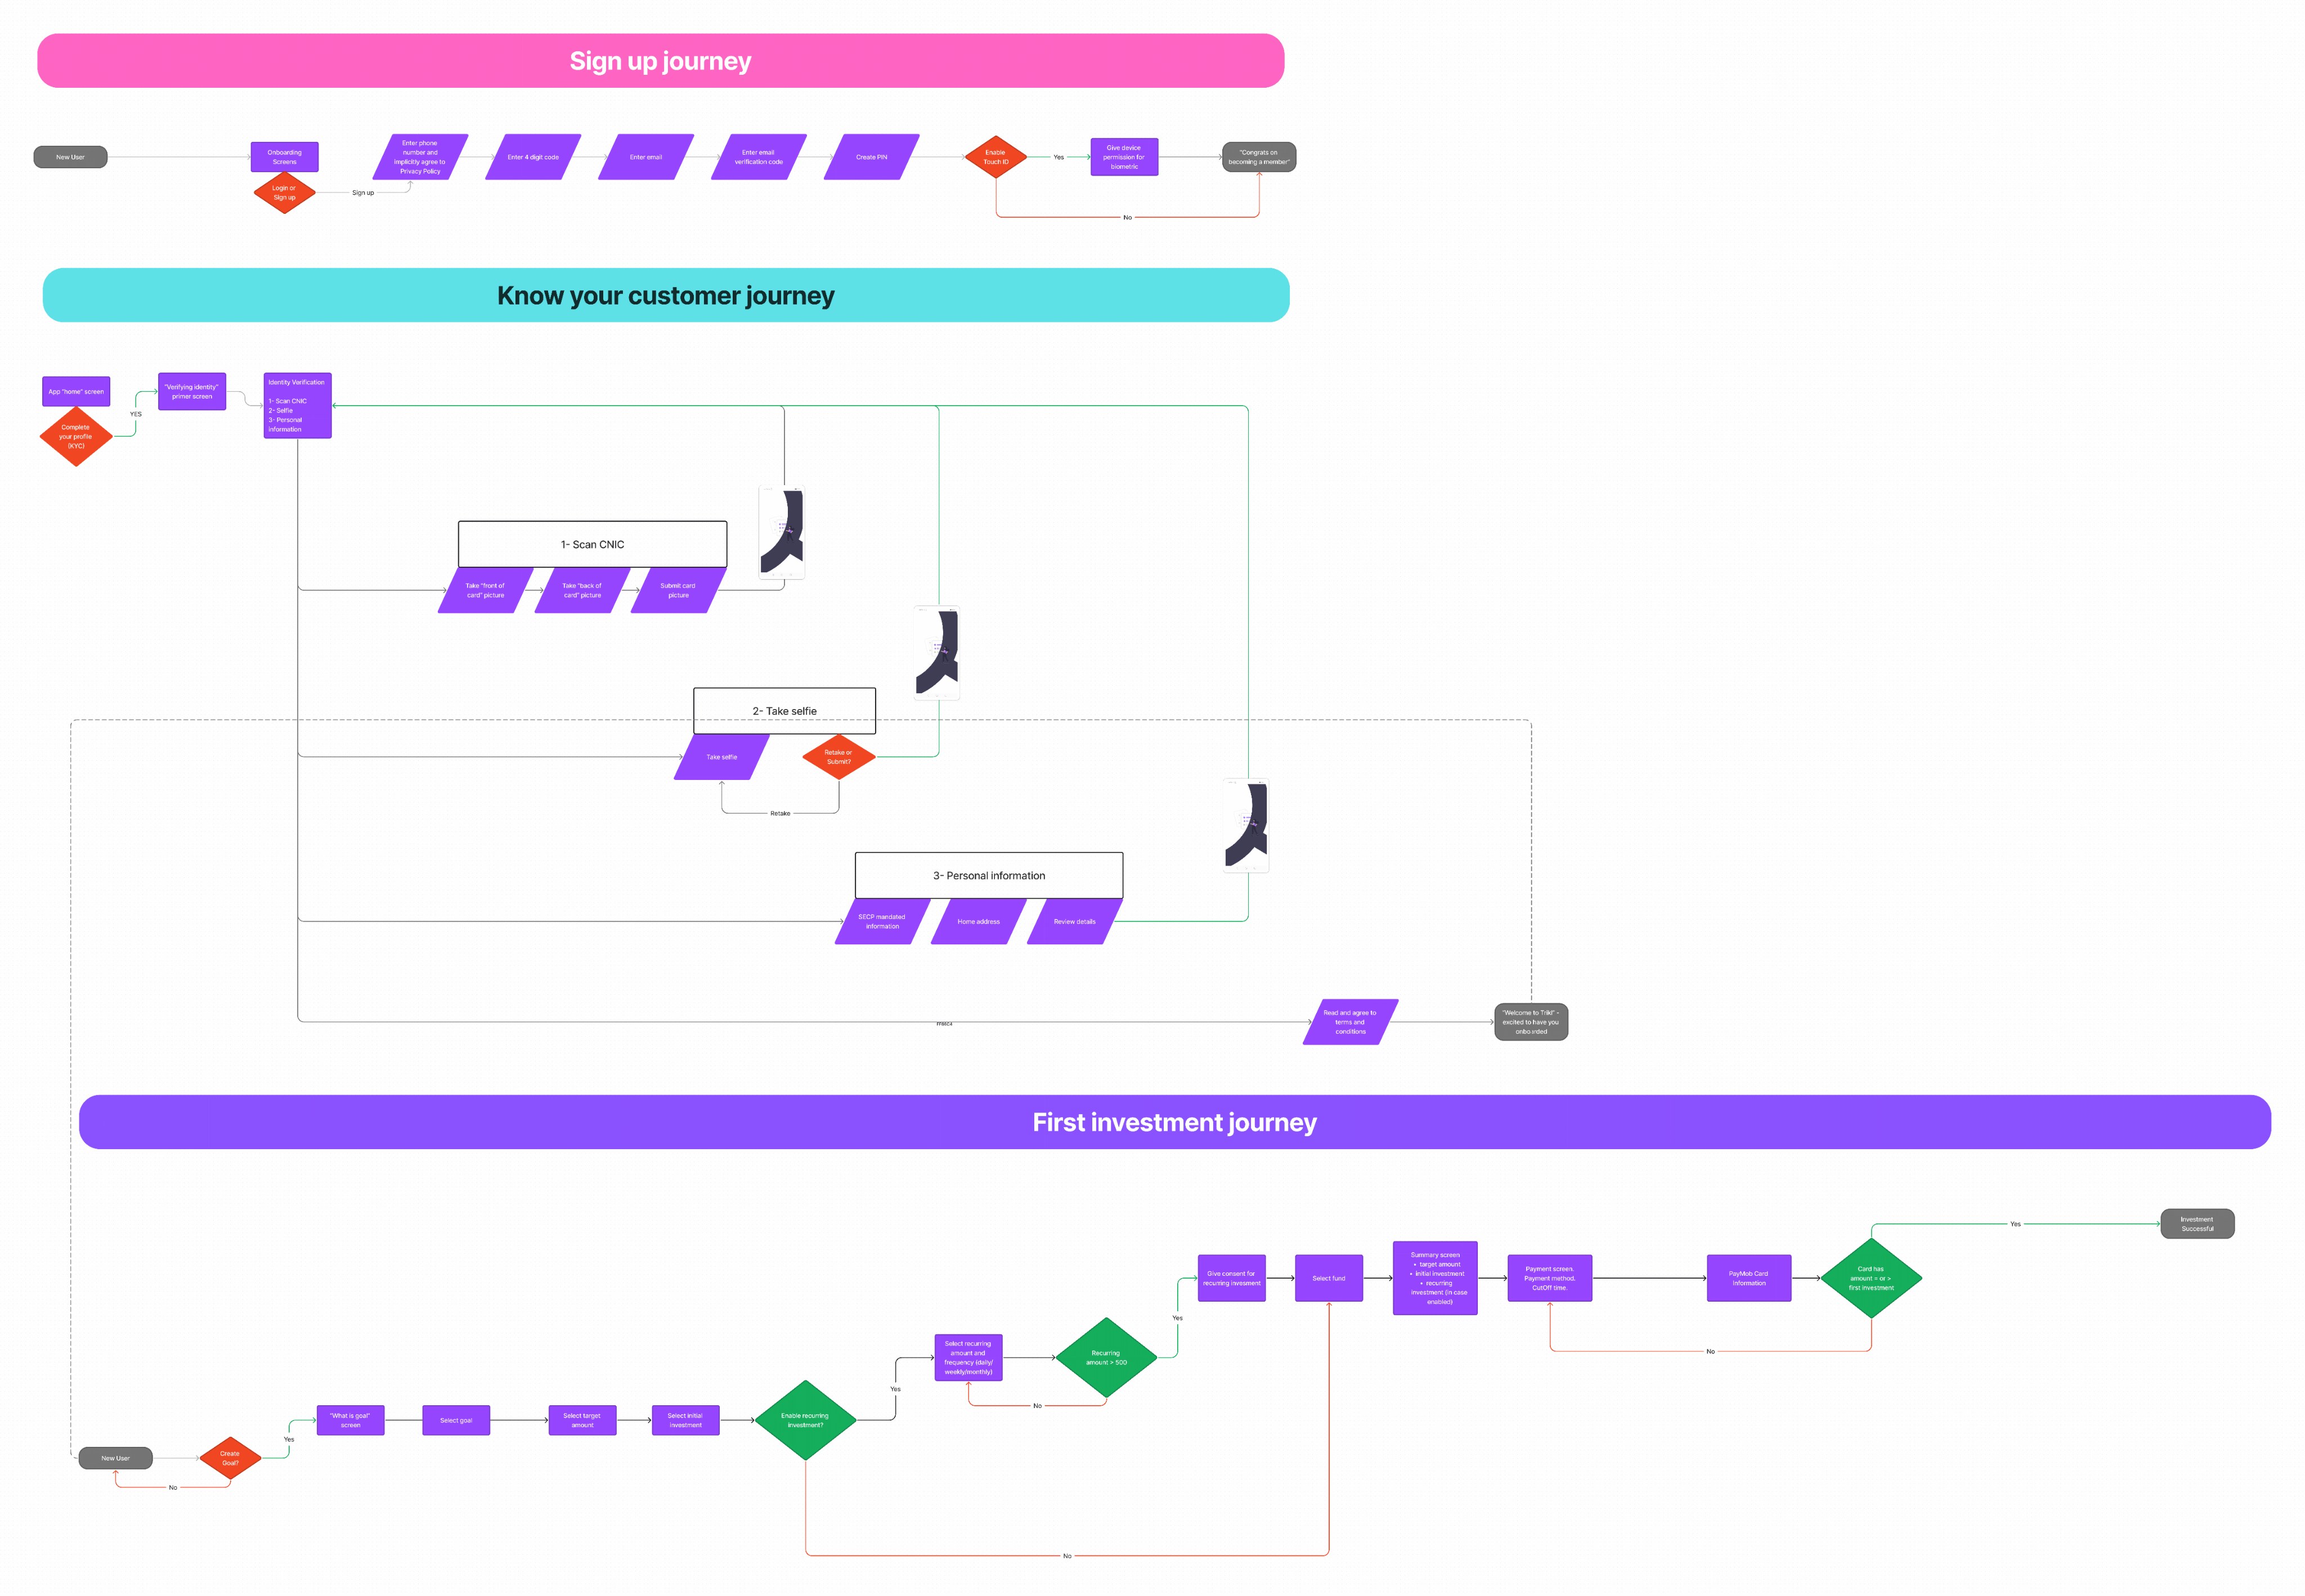 Sign up journey
New User
Onboarding
Screens
Login or
Sign up
Sign up
Enter phone
number and
implicitly agree to
Privacy Policy
Enter 4 digit code
Enter email
Enter email
verification code
Create PIN
Enable
Touch ID
Yes
Give device
permission for
biometric
"Congrats on
becoming a member"
No
Know your customer journey
App "home" screen
Complete
your profile
(KYC)
YES
"Verifying identity"
primer screen
Identity Verification
1- Scan CNIC
2- Selfie
3- Personal
information
1- Scan CNIC
Take "front of
card" picture
Take "back of
card" picture
Submit card
picture
2- Take selfie
Take selfie
Retake or
Submit?
Retake
3- Personal information
SECP mandated
information
Home address
Review details
Read and agree to
terms and
conditions
"Welcome to Trikl" -
excited to have you
onboarded
First investment journey
New User
Create
Goal?
No
Yes
"What is goal"
screen
Select goal
Select target
amount
Select initial
investment
Enable recurring
investment?
Yes
No
Select recurring
amount and
frequency (daily/
weekly/monthly)
Recurring
amount > 500
No
Yes
Give consent for
recurring invesment
Select fund
Summary screen
• target amount
• initial investment
• recurring
investment (in case
enabled)
Payment screen.
Payment method.
CutOff time.
PayMob Card
Information
Card has
amount = or >
first investment
No
Yes
Investment
Successful